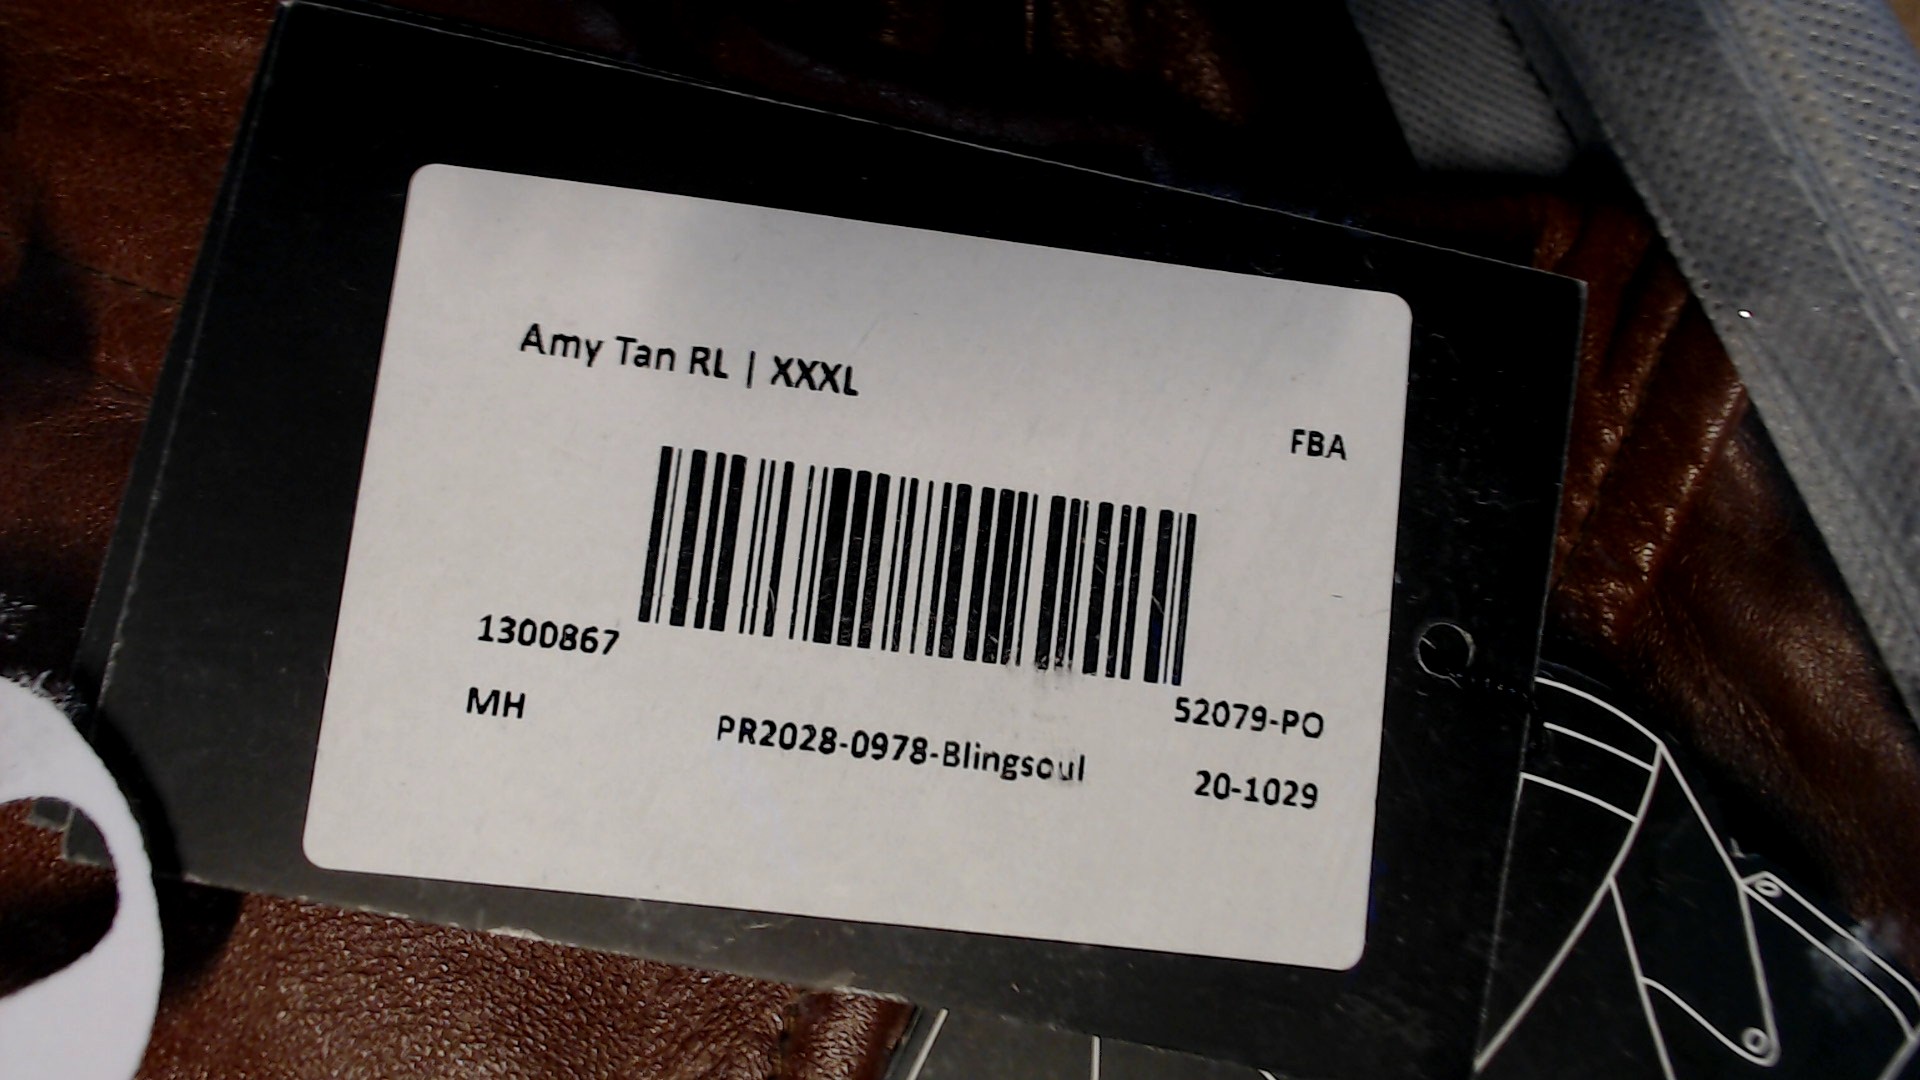 Amy Tan RL | XXXL
FBA
1300867
52079-PO
MH
PR2028-0978-Blingsoul
20-1029